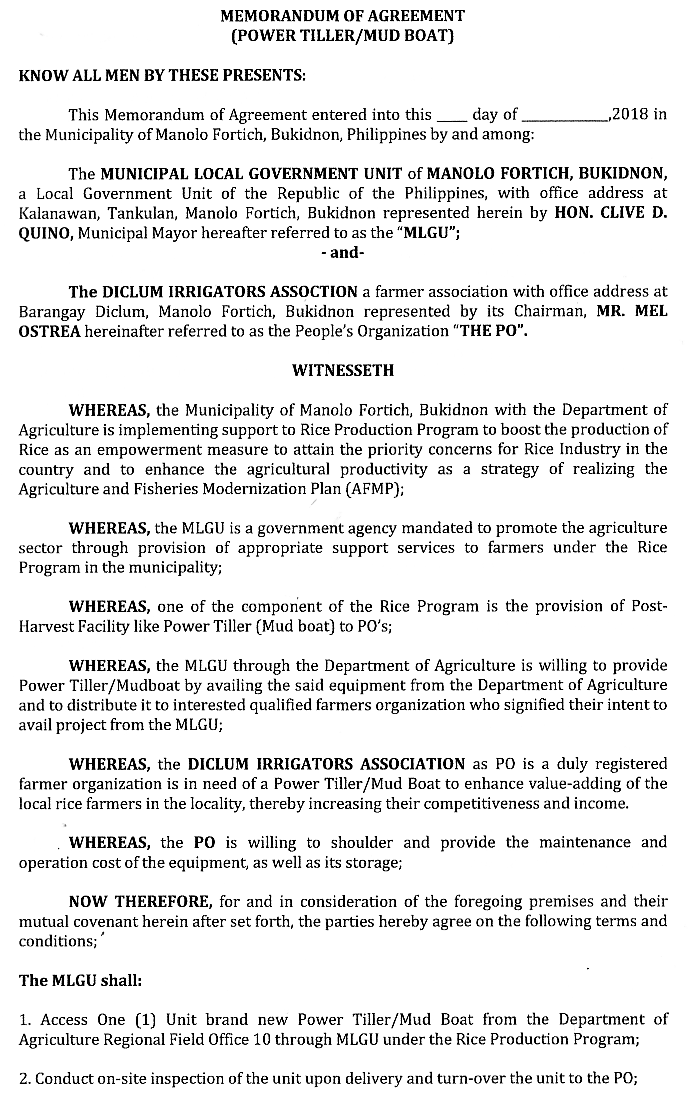 MEMORANDUM OF AGREEMENT
(POWER TILLER/MUD BOAT)
KNOW ALL MEN BY THESE PRESENTS:
This Memorandum of Agreement entered into this ____ day of ___________,2018 in
the Municipality of Manolo Fortich, Bukidnon, Philippines by and among:
The MUNICIPAL LOCAL GOVERNMENT UNIT of MANOLO FORTICH, BUKIDNON,
a Local Government Unit of the Republic of the Philippines, with office address at
Kalanawan, Tankulan, Manolo Fortich, Bukidnon represented herein by HON. CLIVE D.
QUINO, Municipal Mayor hereafter referred to as the "MLGU";
- and-
The DICLUM IRRIGATORS ASSOCTION a farmer association with office address at
Barangay Diclum, Manolo Fortich, Bukidnon represented by its Chairman, MR. MEL
OSTREA hereinafter referred to as the People's Organization "THE PO".
WITNESSETH
WHEREAS, the Municipality of Manolo Fortich, Bukidnon with the Department of
Agriculture is implementing support to Rice Production Program to boost the production of
Rice as an empowerment measure to attain the priority concerns for Rice Industry in the
country and to enhance the agricultural productivity as a strategy of realizing the
Agriculture and Fisheries Modernization Plan (AFMP);
WHEREAS, the MLGU is a government agency mandated to promote the agriculture
sector through provision of appropriate support services to farmers under the Rice
Program in the municipality;
WHEREAS, one of the component of the Rice Program is the provision of Post-
Harvest Facility like Power Tiller (Mud boat) to PO's;
WHEREAS, the MLGU through the Department of Agriculture is willing to provide
Power Tiller/Mudboat by availing the said equipment from the Department of Agriculture
and to distribute it to interested qualified farmers organization who signified their intent to
avail project from the MLGU;
WHEREAS, the DICLUM IRRIGATORS ASSOCIATION as PO is a duly registered
farmer organization is in need of a Power Tiller/Mud Boat to enhance value-adding of the
local rice farmers in the locality, thereby increasing their competitiveness and income.
WHEREAS, the PO is willing to shoulder and provide the maintenance and
operation cost of the equipment, as well as its storage;
NOW THEREFORE, for and in consideration of the foregoing premises and their
mutual covenant herein after set forth, the parties hereby agree on the following terms and
conditions;
The MLGU shall:
1. Access One (1) Unit brand new Power Tiller/Mud Boat from the Department of
Agriculture Regional Field Office 10 through MLGU under the Rice Production Program;
2. Conduct on-site inspection of the unit upon delivery and turn-over the unit to the PO;